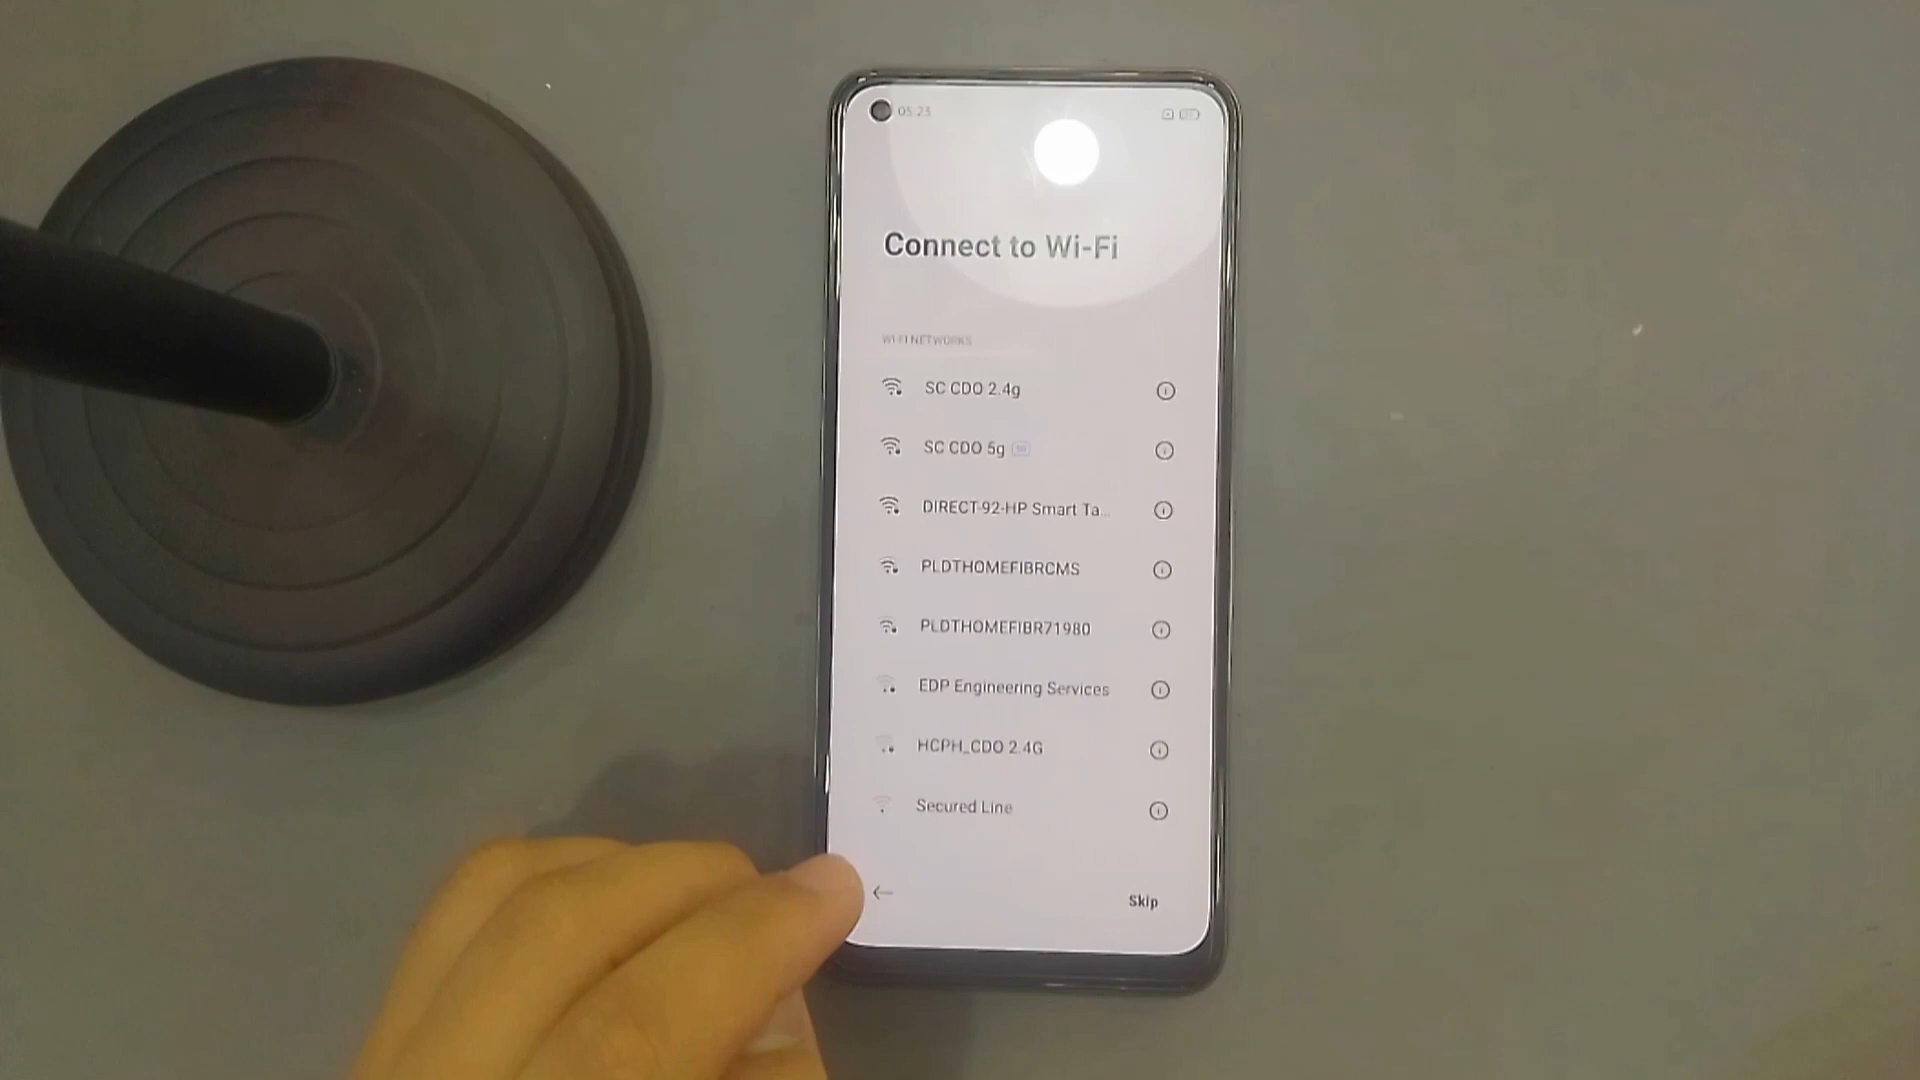 05:23
Connect to Wi-Fi
WI-FI NETWORKS
SC CDO 2.4g
SC CDO 5g
DIRECT-92-HP Smart Ta...
PLDTHOMEFIBRCMS
PLDTHOMEFIBR71980
EDP Engineering Services
HCPH_CDO 2.4G
Secured Line
Skip